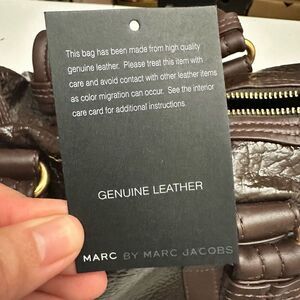 This bag has been made from high quality
genuine leather. Please treat this item with
care and avoid contact with other leather items
as color migration can occur. See the interior
care card for additional instructions.
GENUINE LEATHER
MARC BY MARC JACOBS